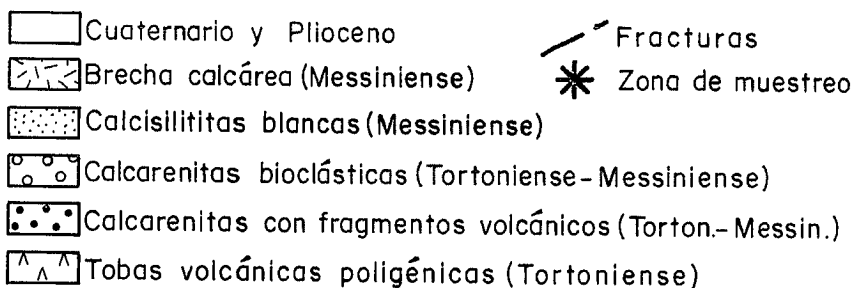 Cuaternario y Plioceno
Fracturas
Brecha calcárea (Messiniense)
Zona de muestreo
Calcisilititas blancas (Messiniense)
Calcarenitas bioclásticas (Tortoniense-Messiniense)
Calcarenitas con fragmentos volcánicos (Torton.-Messin.)
Tobas volcánicas poligénicas (Tortoniense)